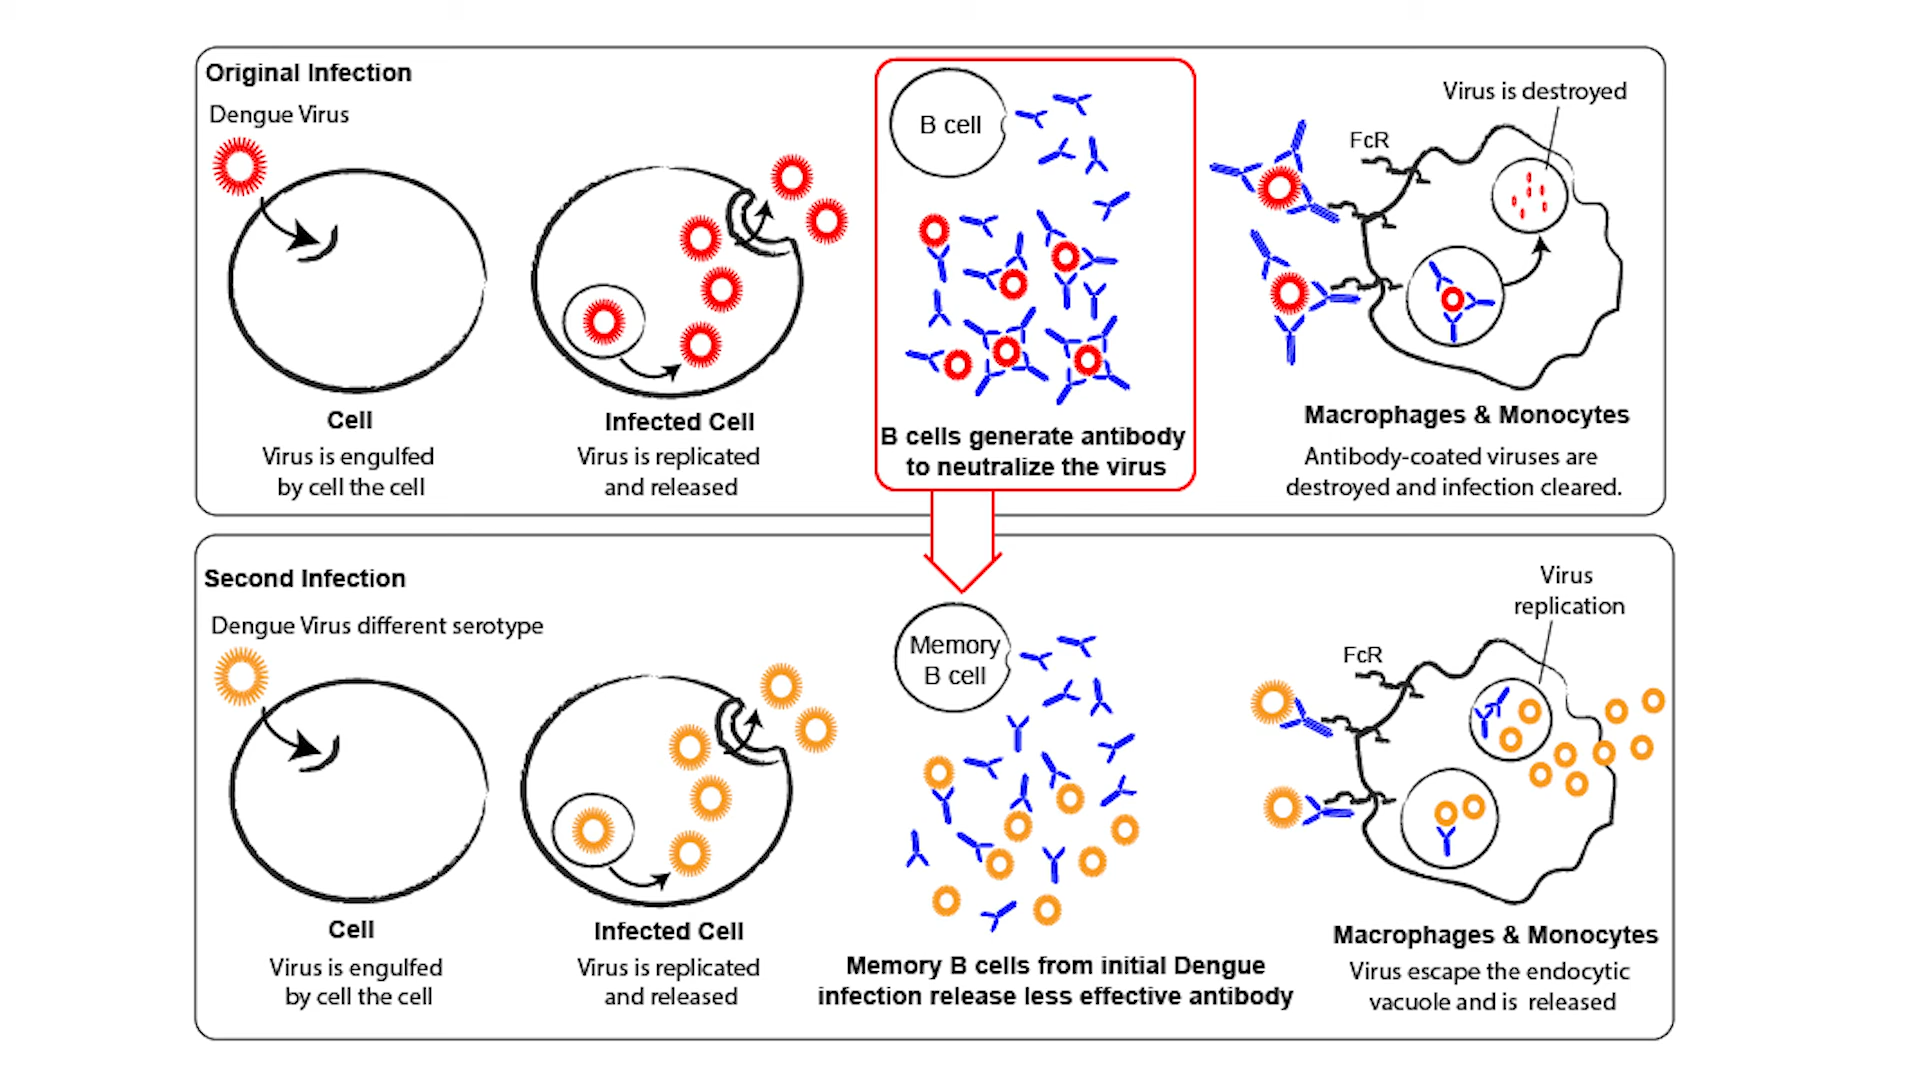 Original Infection
Dengue Virus
Cell
Virus is engulfed
by cell the cell
Infected Cell
Virus is replicated
and released
B cell
B cells generate antibody
to neutralize the virus
Virus is destroyed
FcR
Macrophages & Monocytes
Antibody-coated viruses are
destroyed and infection cleared.
Second Infection
Dengue Virus different serotype
Cell
Virus is engulfed
by cell the cell
Infected Cell
Virus is replicated
and released
Memory
B cell
Memory B cells from initial Dengue
infection release less effective antibody
Virus
replication
FcR
Macrophages & Monocytes
Virus escape the endocytic
vacuole and is released